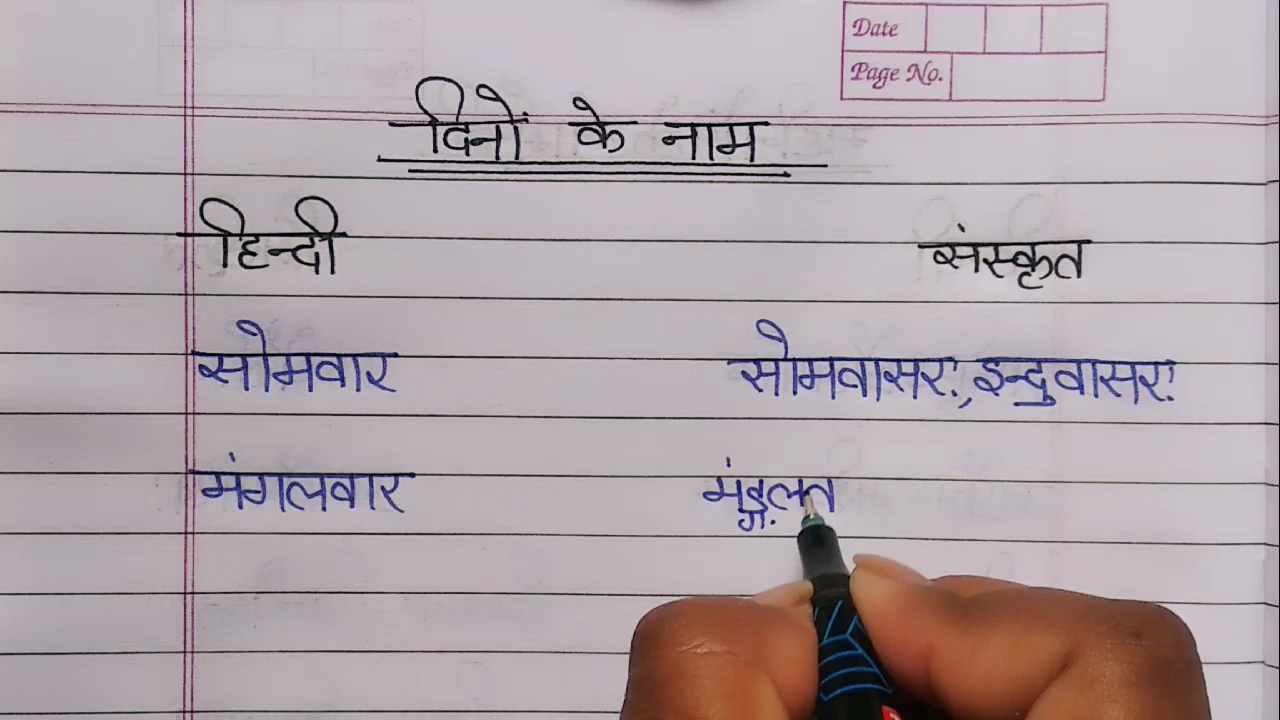 Date
Page No.
दिनों के नाम
हिन्दी संस्कृत
सोमवार सोमवासरः, इन्दुवासरः
मंगलवार